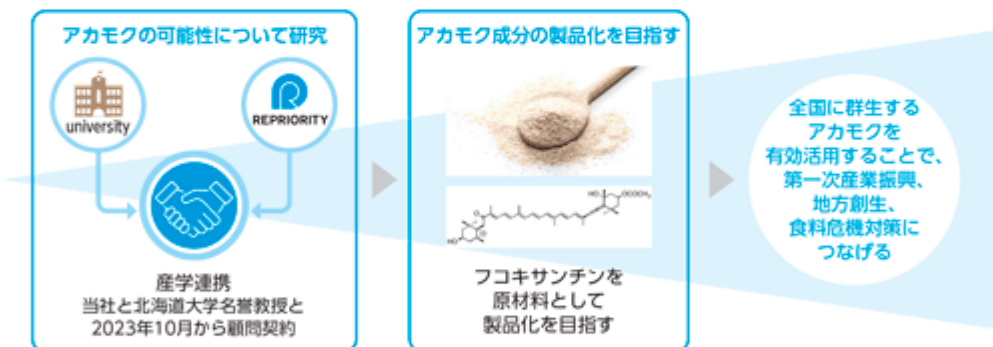 アカモクの可能性について研究
university
REPRIORITY
産学連携
当社と北海道大学名誉教授と
2023年10月から顧問契約
アカモク成分の製品化を目指す
HO
O
O
HO
OCOCH₃
フコキサンチンを
原材料として
製品化を目指す
全国に群生する
アカモクを
有効活用することで、
第一次産業振興、
地方創生、
食料危機対策に
つなげる